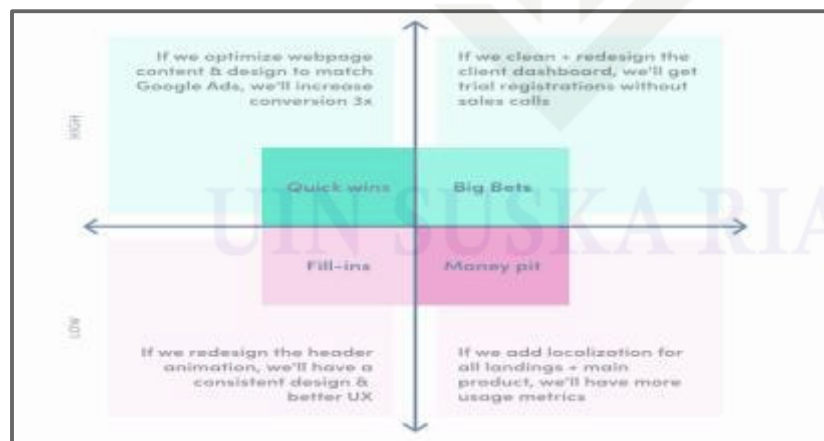 If we optimize webpage
content & design to match
Google Ads, we'll increase
conversion 3x
If we clean + redesign the
client dashboard, we'll get
trial registrations without
sales calls
HIGH
Quick wins
Big Bets
UIN SUSKA RIA
Fill-ins
Money pit
LOW
If we redesign the header
animation, we'll have a
consistent design &
better UX
If we add localization for
all landings + main
product, we'll have more
usage metrics